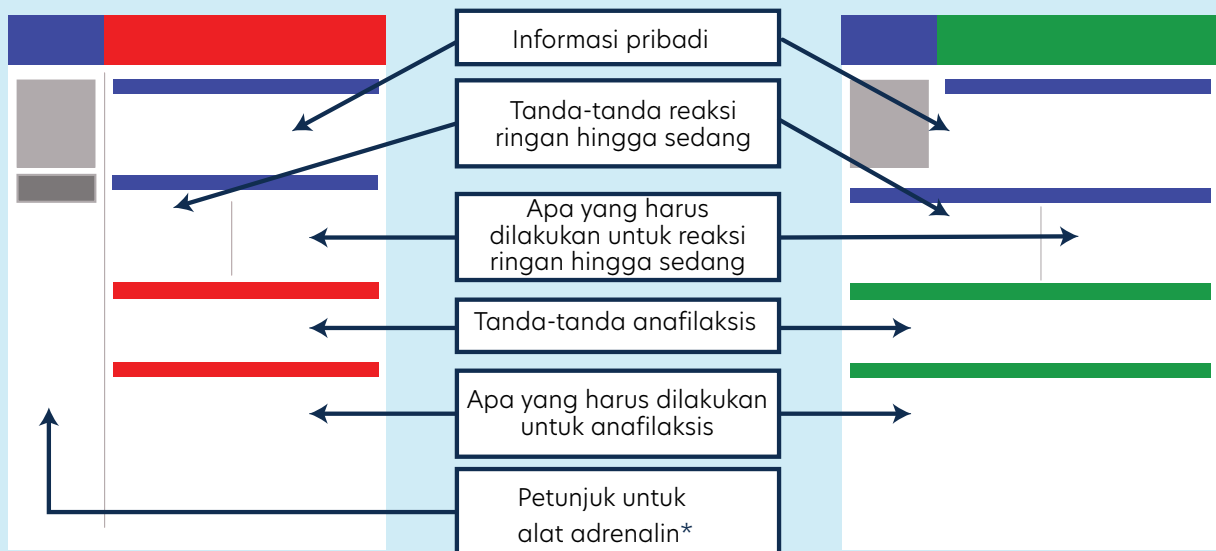 Informasi pribadi
Tanda-tanda reaksi
ringan hingga sedang
Apa yang harus
dilakukan untuk reaksi
ringan hingga sedang
Tanda-tanda anafilaksis
Apa yang harus dilakukan
untuk anafilaksis
Petunjuk untuk
alat adrenalin*